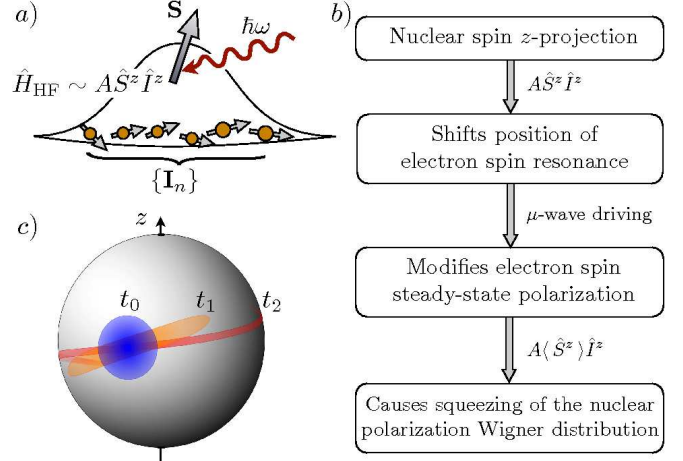 a)
S
ħω
Ĥ_HF ∼ AŜ^z Î^z
{I_n}
c)
z
t_0
t_1
t_2
b)
Nuclear spin z-projection
AŜ^z Î^z
Shifts position of
electron spin resonance
μ-wave driving
Modifies electron spin
steady-state polarization
A⟨Ŝ^z⟩Î^z
Causes squeezing of the nuclear
polarization Wigner distribution